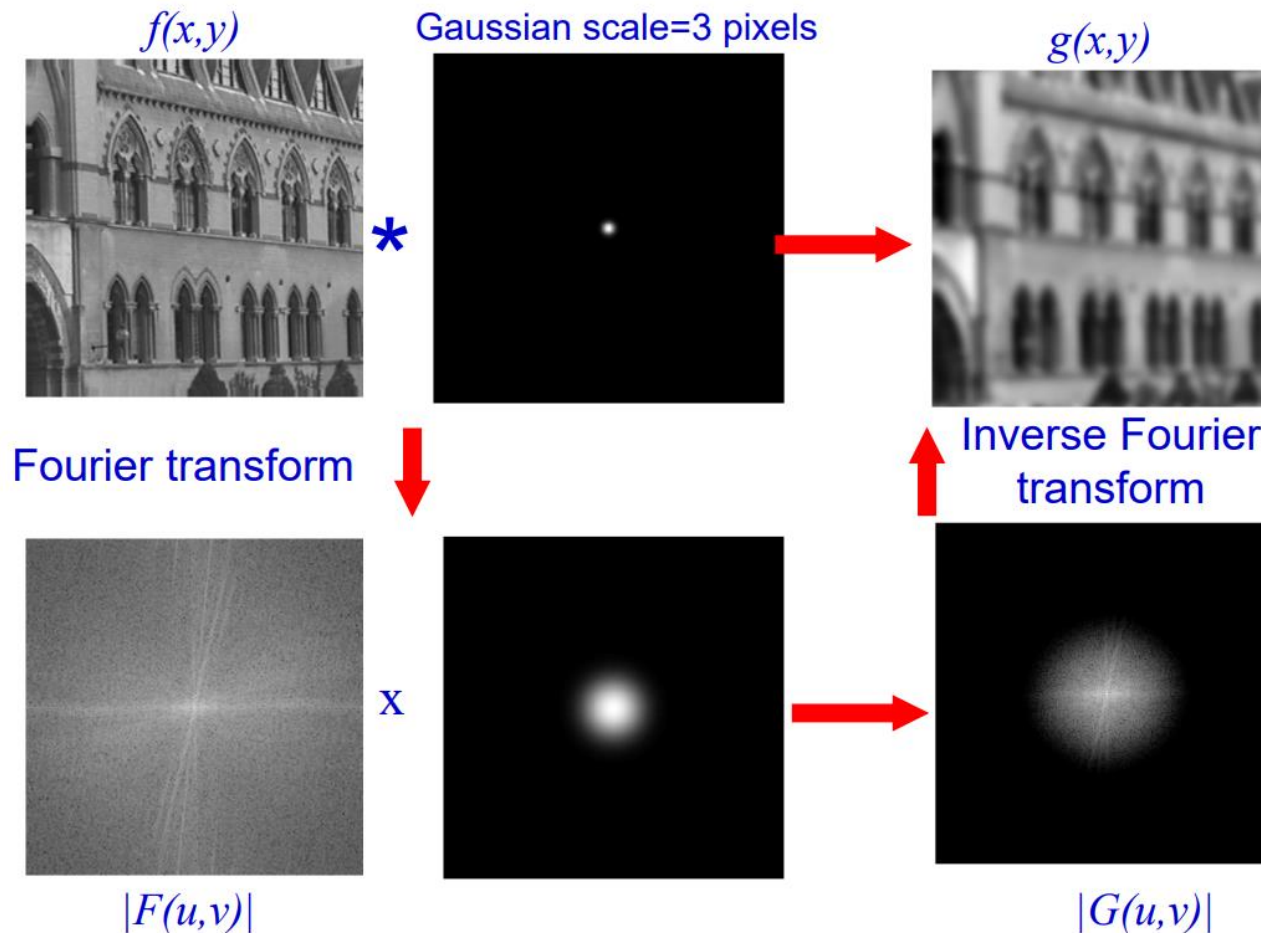 f(x,y)
Gaussian scale=3 pixels
g(x,y)
*
Fourier transform
Inverse Fourier
transform
x
|F(u,v)|
|G(u,v)|